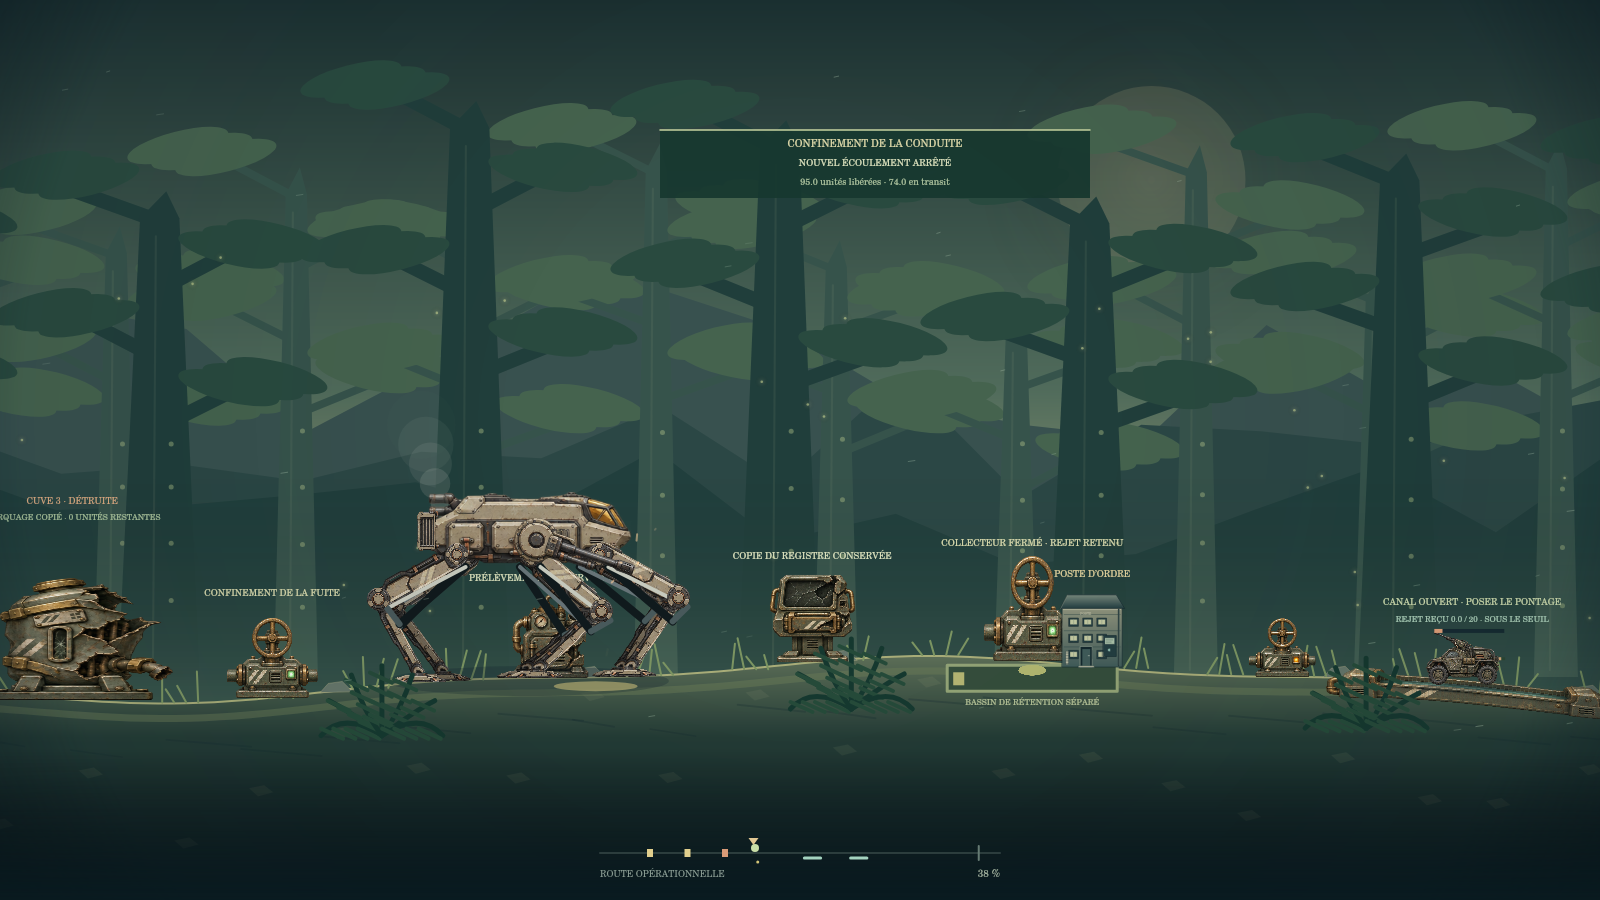 CONFINEMENT DE LA CONDUITE
NOUVEL ÉCOULEMENT ARRÊTÉ
95.0 unités libérées - 74.0 en transit
CUVE 3 · DÉTRUITE
COPIÉ · 0 UNITÉS RESTANTES
CONFINEMENT DE LA FUITE
COPIE DU REGISTRE CONSERVÉE
COLLECTEUR FERMÉ · REJET RETENU
POSTE D'ORDRE
BASSIN DE RÉTENTION SÉPARÉ
CANAL OUVERT · POSER LE PONTAGE
REJET REÇU 0.0 / 20 · SOUS LE SEUIL
ROUTE OPÉRATIONNELLE
38 %